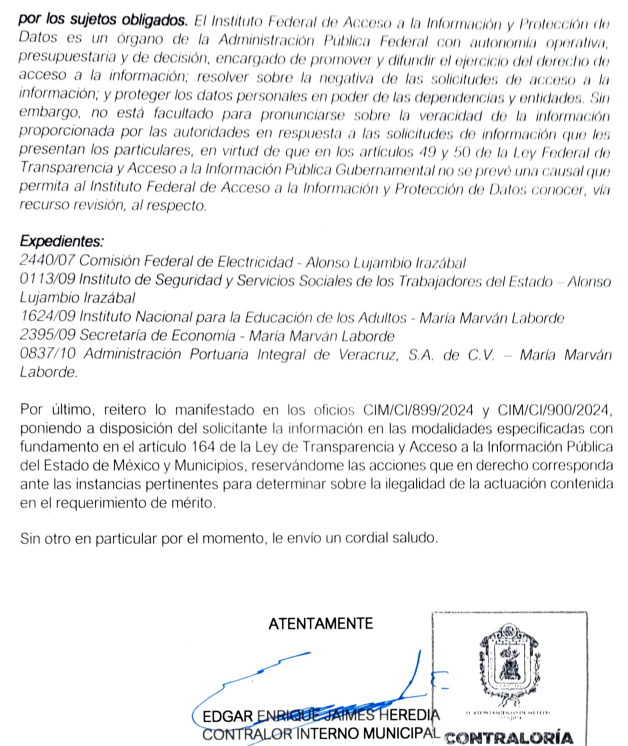 por los sujetos obligados. El Instituto Federal de Acceso a la Información y Protección de
Datos es un órgano de la Administración Pública Federal con autonomía operativa,
presupuestaria y de decisión, encargado de promover y difundir el ejercicio del derecho de
acceso a la información; resolver sobre la negativa de las solicitudes de acceso a la
información; y proteger los datos personales en poder de las dependencias y entidades. Sin
embargo, no está facultado para pronunciarse sobre la veracidad de la información
proporcionada por las autoridades en respuesta a las solicitudes de información que les
presentan los particulares, en virtud de que en los artículos 49 y 50 de la Ley Federal de
Transparencia y Acceso a la Información Pública Gubernamental no se prevé una causal que
permita al Instituto Federal de Acceso a la Información y Protección de Datos conocer, vía
recurso revisión, al respecto.
Expedientes:
2440/07 Comisión Federal de Electricidad - Alonso Lujambio Irazábal
0113/09 Instituto de Seguridad y Servicios Sociales de los Trabajadores del Estado – Alonso
Lujambio Irazábal
1624/09 Instituto Nacional para la Educación de los Adultos - María Marván Laborde
2395/09 Secretaría de Economía - María Marván Laborde
0837/10 Administración Portuaria Integral de Veracruz, S.A. de C.V. – María Marván
Laborde.
Por último, reitero lo manifestado en los oficios CIM/CI/899/2024 y CIM/CI/900/2024,
poniendo a disposición del solicitante la información en las modalidades especificadas con
fundamento en el artículo 164 de la Ley de Transparencia y Acceso a la Información Pública
del Estado de México y Municipios, reservándome las acciones que en derecho corresponda
ante las instancias pertinentes para determinar sobre la ilegalidad de la actuación contenida
en el requerimiento de mérito.
Sin otro en particular por el momento, le envío un cordial saludo.
ATENTAMENTE
EDGAR ENRIQUE JAIMES HEREDIA
CONTRALOR INTERNO MUNICIPAL
CONTRALORÍA